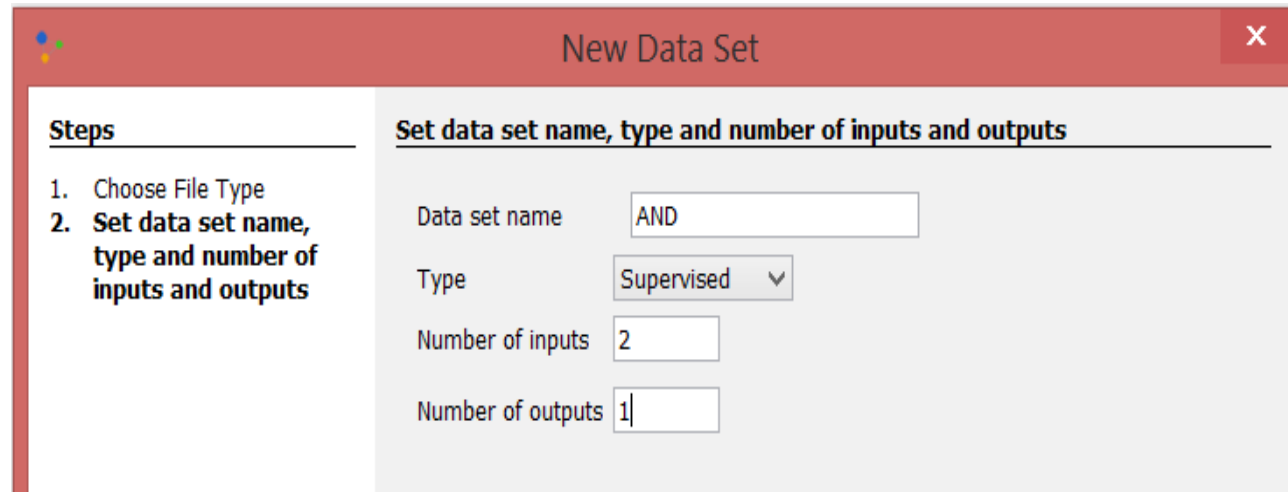 New Data Set
X
Steps
1. Choose File Type
2. Set data set name,
type and number of
inputs and outputs
Set data set name, type and number of inputs and outputs
Data set name AND
Type Supervised
Number of inputs 2
Number of outputs 1